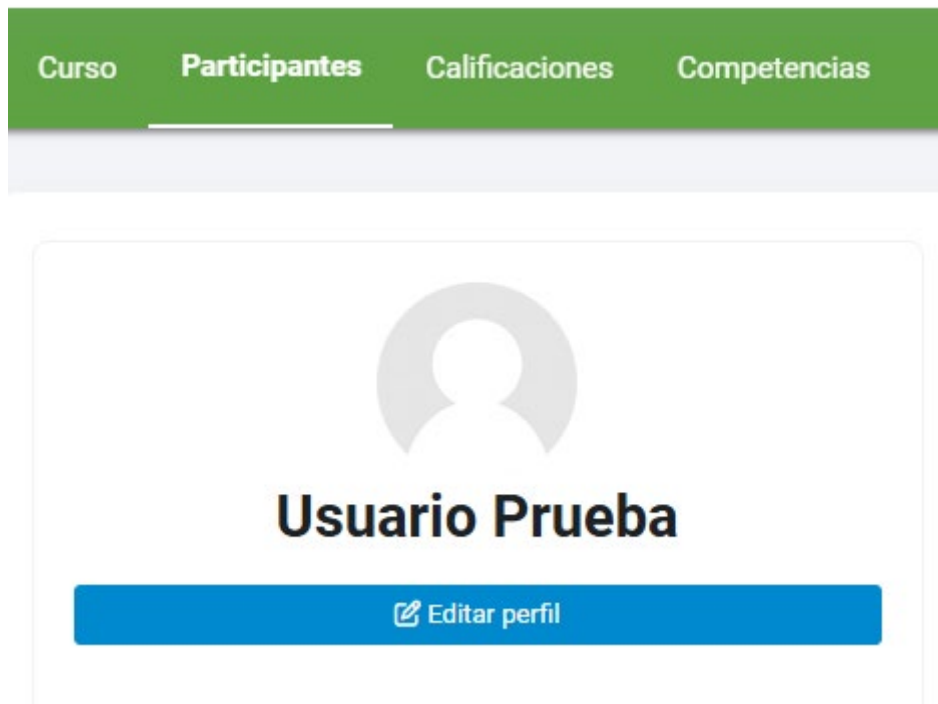 Curso Participantes Calificaciones Competencias
Usuario Prueba
Editar perfil